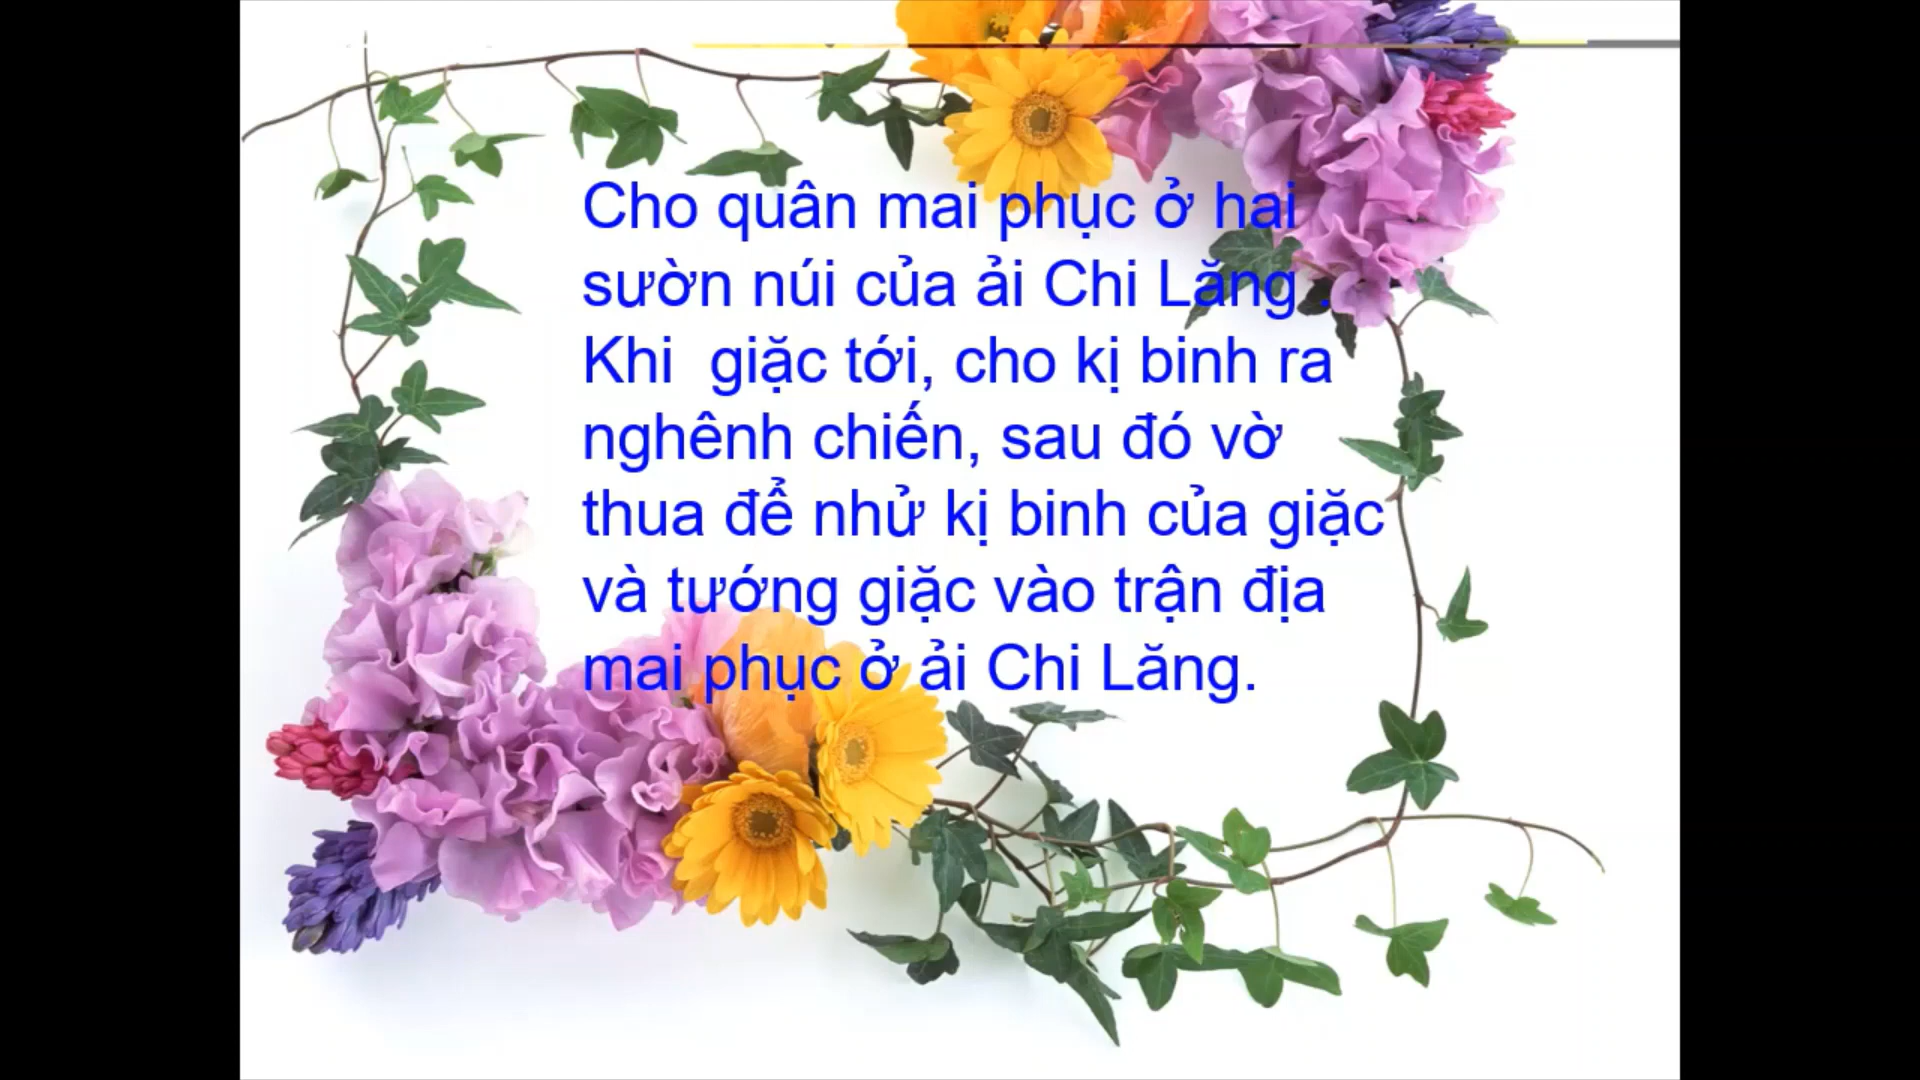 Cho quân mai phục ở hai
sườn núi của ải Chi Lăng .
Khi  giặc tới, cho kị binh ra
nghênh chiến, sau đó vờ
thua để nhử kị binh của giặc
và tướng giặc vào trận địa
mai phục ở ải Chi Lăng.